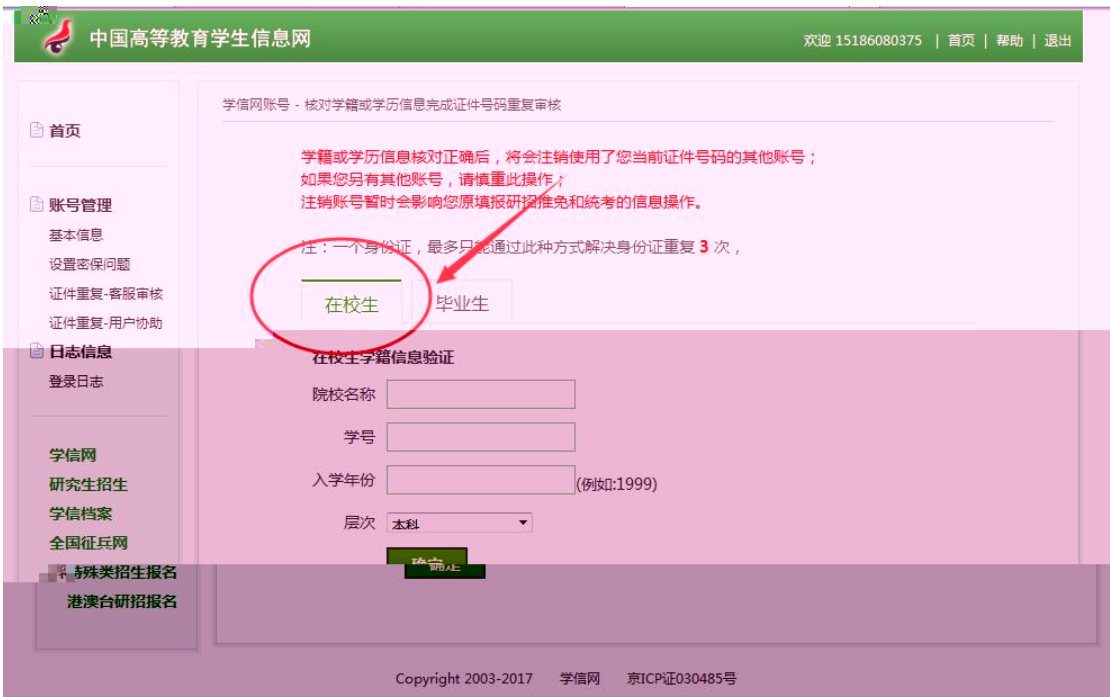 中国高等教育学生信息网
欢迎 15186080375 | 首页 | 帮助 | 退出
首页
账号管理
基本信息
设置密保问题
证件重复-客服审核
证件重复-用户协助
日志信息
登录日志
学信网
研究生招生
学信档案
全国征兵网
特殊类招生报名
港澳台研招报名
学信网账号 - 核对学籍或学历信息完成证件号码重复审核
学籍或学历信息核对正确后，将会注销使用了您当前证件号码的其他账号；
如果您另有其他账号，请慎重此操作；
注销账号暂时会影响您原填报研招推免和统考的信息操作。
注：一个身份证，最多只能通过此种方式解决身份证重复 3 次，
在校生 毕业生
在校生学籍信息验证
院校名称
学号
入学年份 (例如:1999)
层次 本科
确定
Copyright 2003-2017 学信网 京ICP证030485号